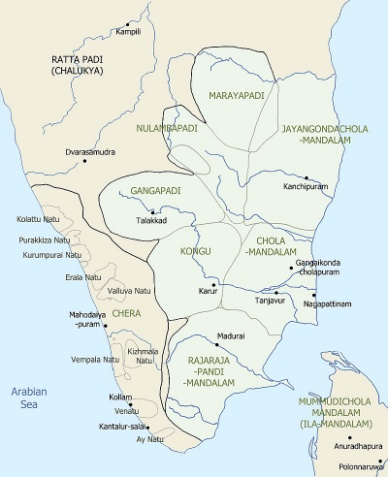 Kampili
RATTA PADI
(CHALUKYA)
MARAYAPADI
NULAMBAPADI
JAYANGONDACHOLA
-MANDALAM
Dvarasamudra
Kanchipuram
GANGAPADI
Talakkad
Kolattu Natu
Purakkiza Natu
Kurumpurai Natu
KONGU
CHOLA
-MANDALAM
Gangaikonda
cholapuram
Erala Natu
Valluva Natu
Karur
Tanjavur
Nagapattinam
Mahodaiya
-puram
CHERA
Madurai
Vempala Natu
Kizhmala
Natu
RAJARAJA
-PANDI
-MANDALAM
Arabian
Sea
Kollam
Venatu
Kantalur-salai
Ay Natu
MUMMUDICHOLA
MANDALAM
(ILA-MANDALAM)
Anuradhapura
Polonnaruwa